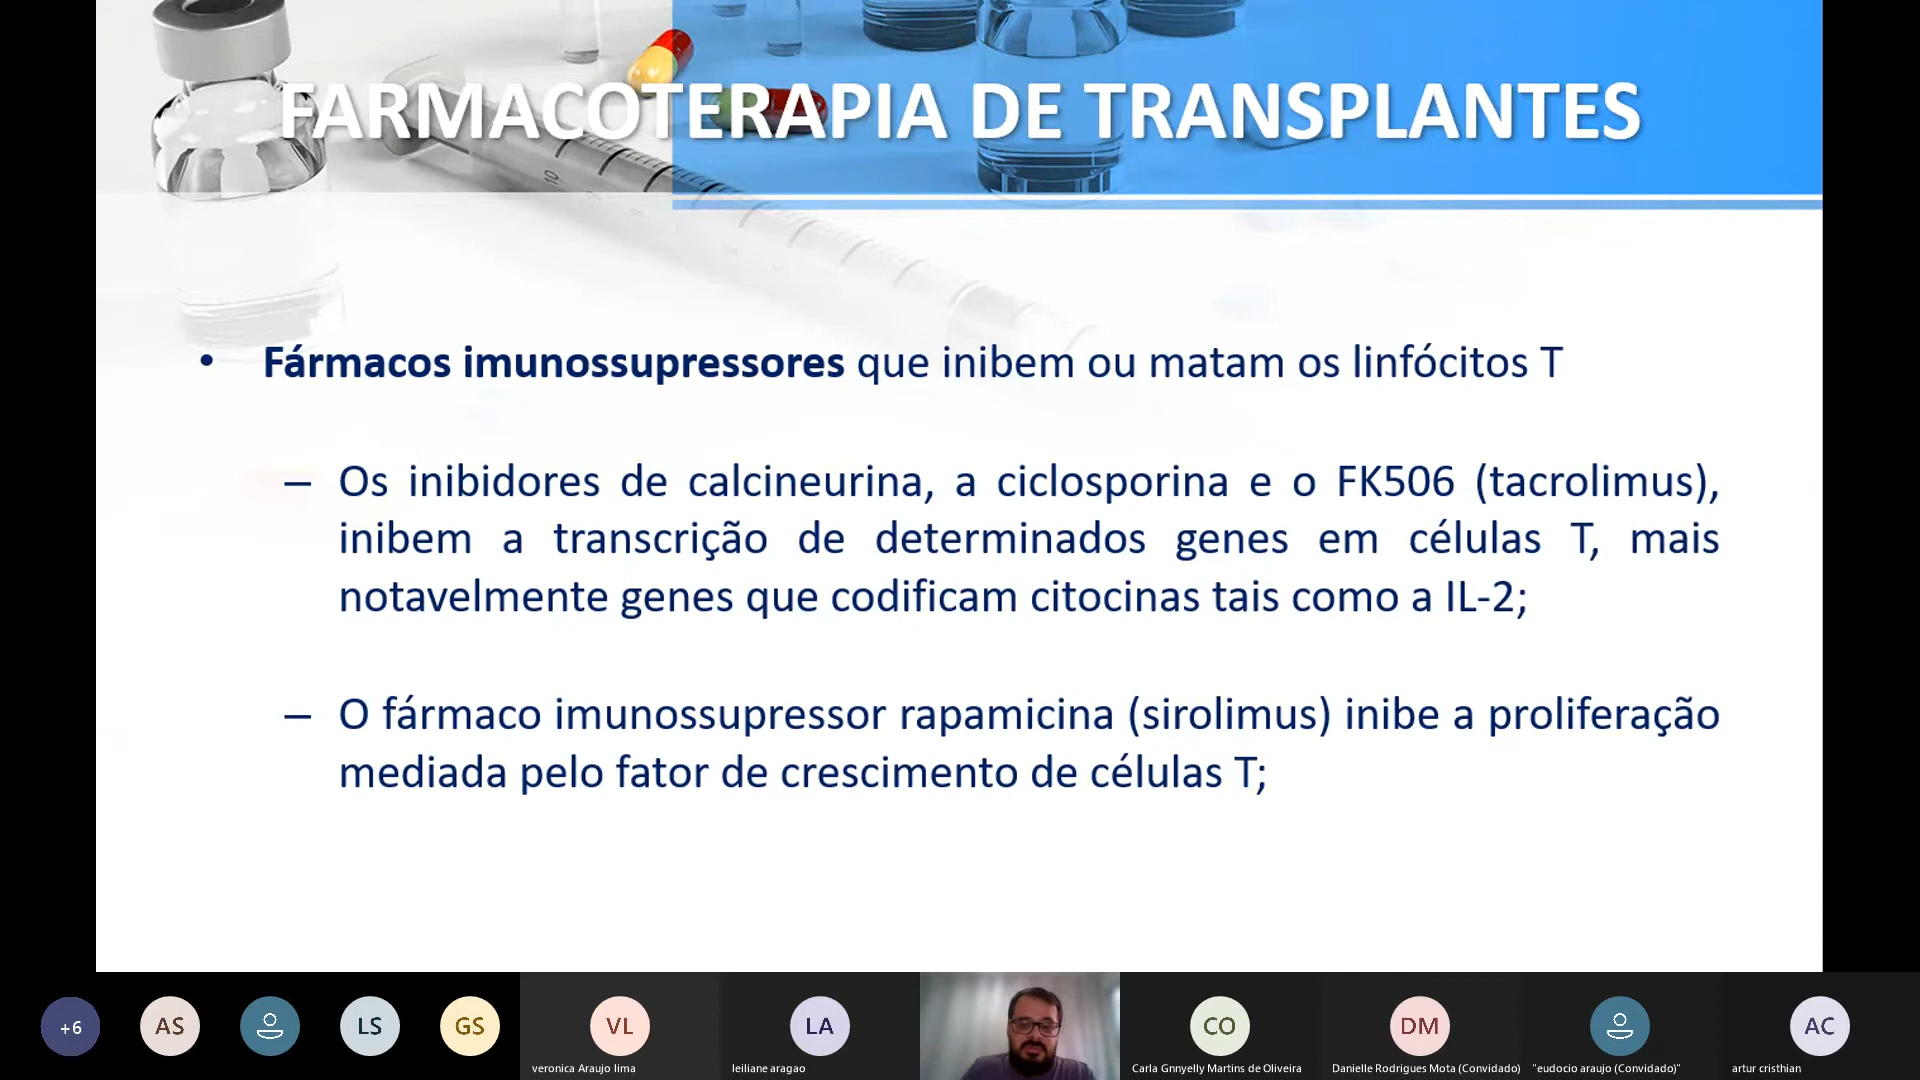 FARMACOTERAPIA DE TRANSPLANTES
10
• Fármacos imunossupressores que inibem ou matam os linfócitos T
– Os inibidores de calcineurina, a ciclosporina e o FK506 (tacrolimus),
inibem a transcrição de determinados genes em células T, mais
notavelmente genes que codificam citocinas tais como a IL-2;
– O fármaco imunossupressor rapamicina (sirolimus) inibe a proliferação
mediada pelo fator de crescimento de células T;
+6 AS LS GS VL LA CO DM AC
veronica Araujo lima leiliane aragao Carla Gnnyelly Martins de Oliveira Danielle Rodrigues Mota (Convidado) "eudocio araujo (Convidado)" artur cristhian